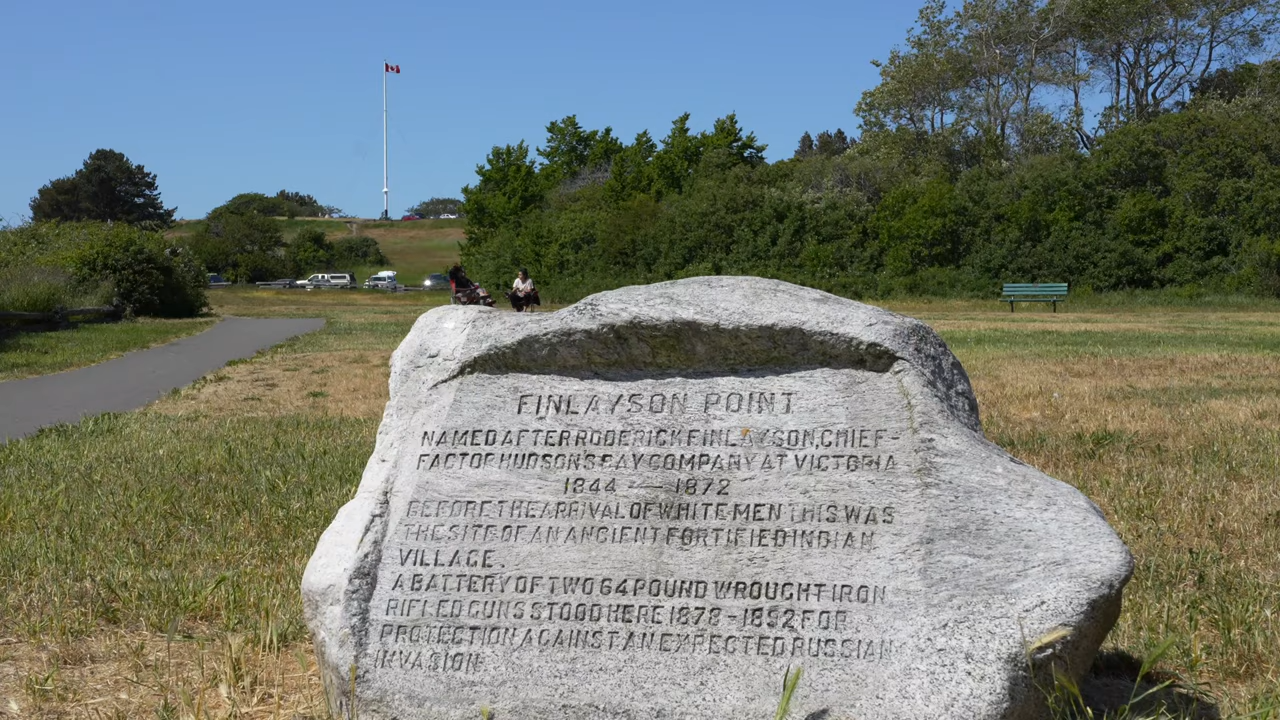 FINLAYSON POINT
NAMED AFTER RODERICK FINLAYSON, CHIEF-
FACTOR HUDSON'S BAY COMPANY AT VICTORIA
1844 — 1872
BEFORE THE ARRIVAL OF WHITE MEN THIS WAS
THE SITE OF AN ANCIENT FORTIFIED INDIAN
VILLAGE.
A BATTERY OF TWO 64 POUND WROUGHT IRON
RIFLED GUNS STOOD HERE 1878 - 1892 FOR
PROTECTION AGAINST AN EXPECTED RUSSIAN
INVASION